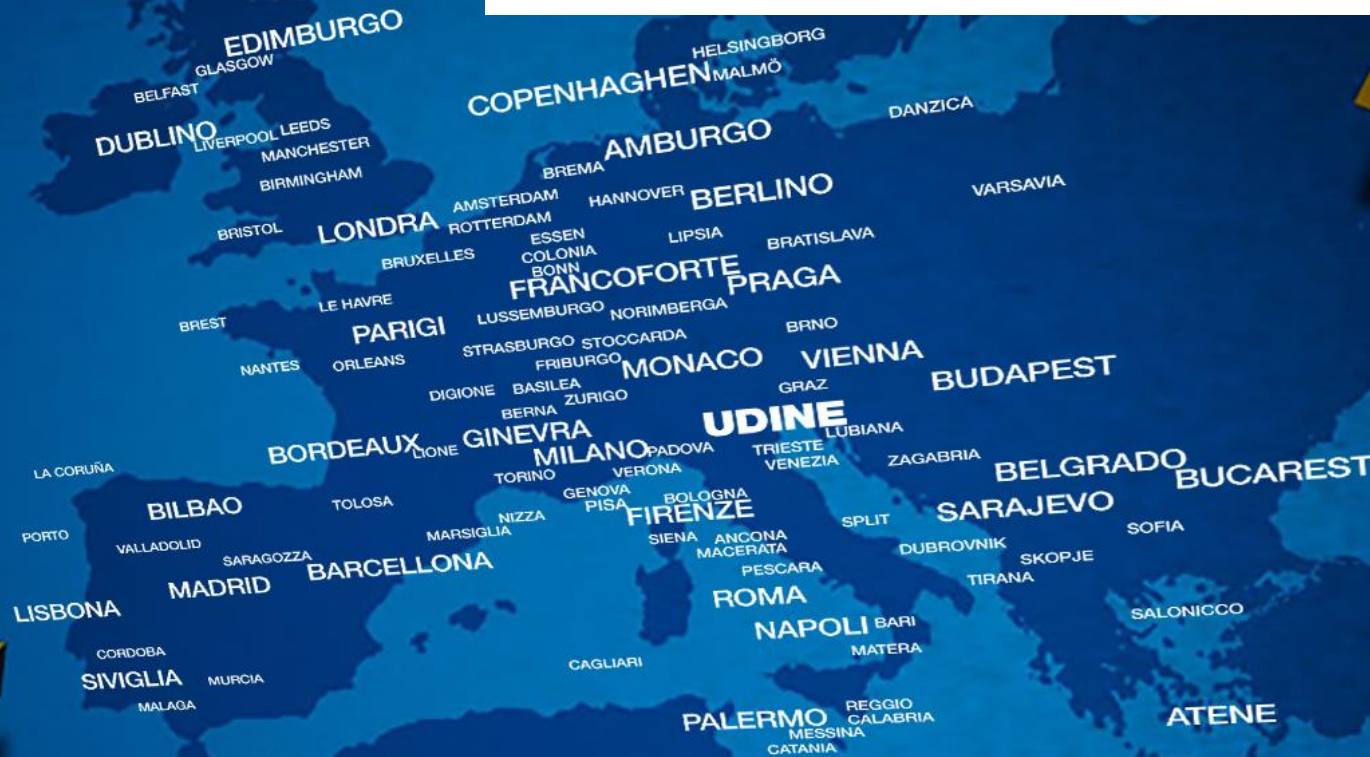 EDIMBURGO
GLASGOW
HELSINGBORG
COPENHAGHEN
MALMÖ
BELFAST
DANZICA
DUBLINO
LIVERPOOL
LEEDS
MANCHESTER
AMBURGO
BREMA
BIRMINGHAM
AMSTERDAM
HANNOVER
BERLINO
VARSAVIA
BRISTOL
LONDRA
ROTTERDAM
ESSEN
LIPSIA
BRATISLAVA
BRUXELLES
COLONIA
BONN
FRANCOFORTE
PRAGA
LE HAVRE
LUSSEMBURGO
NORIMBERGA
BREST
PARIGI
BRNO
STRASBURGO
STOCCARDA
NANTES
ORLEANS
FRIBURGO
MONACO
VIENNA
BUDAPEST
DIGIONE
BASILEA
ZURIGO
GRAZ
BERNA
UDINE
BORDEAUX
LIONE
GINEVRA
MILANO
PADOVA
TRIESTE
LUBIANA
VENEZIA
ZAGABRIA
BELGRADO
BUCAREST
LA CORUÑA
TORINO
VERONA
BILBAO
TOLOSA
GENOVA
BOLOGNA
PISA
FIRENZE
NIZZA
SPLIT
SARAJEVO
SOFIA
PORTO
VALLADOLID
MARSIGLIA
SIENA
ANCONA
MACERATA
DUBROVNIK
SKOPJE
SARAGOZZA
BARCELLONA
PESCARA
TIRANA
MADRID
LISBONA
ROMA
SALONICCO
NAPOLI
BARI
CORDOBA
MATERA
SIVIGLIA
MURCIA
CAGLIARI
MALAGA
PALERMO
REGGIO
CALABRIA
MESSINA
CATANIA
ATENE